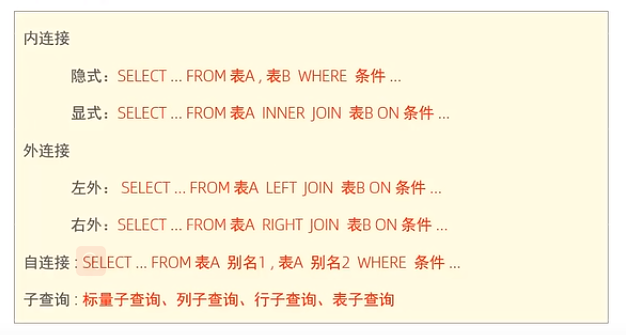 内连接
隐式：SELECT ... FROM 表A , 表B WHERE 条件 ...
显式：SELECT ... FROM 表A INNER JOIN 表B ON 条件 ...
外连接
左外： SELECT ... FROM 表A LEFT JOIN 表B ON 条件 ...
右外：SELECT ... FROM 表A RIGHT JOIN 表B ON 条件 ...
自连接 : SELECT ... FROM 表A 别名1 , 表A 别名2 WHERE 条件 ...
子查询 : 标量子查询、列子查询、行子查询、表子查询